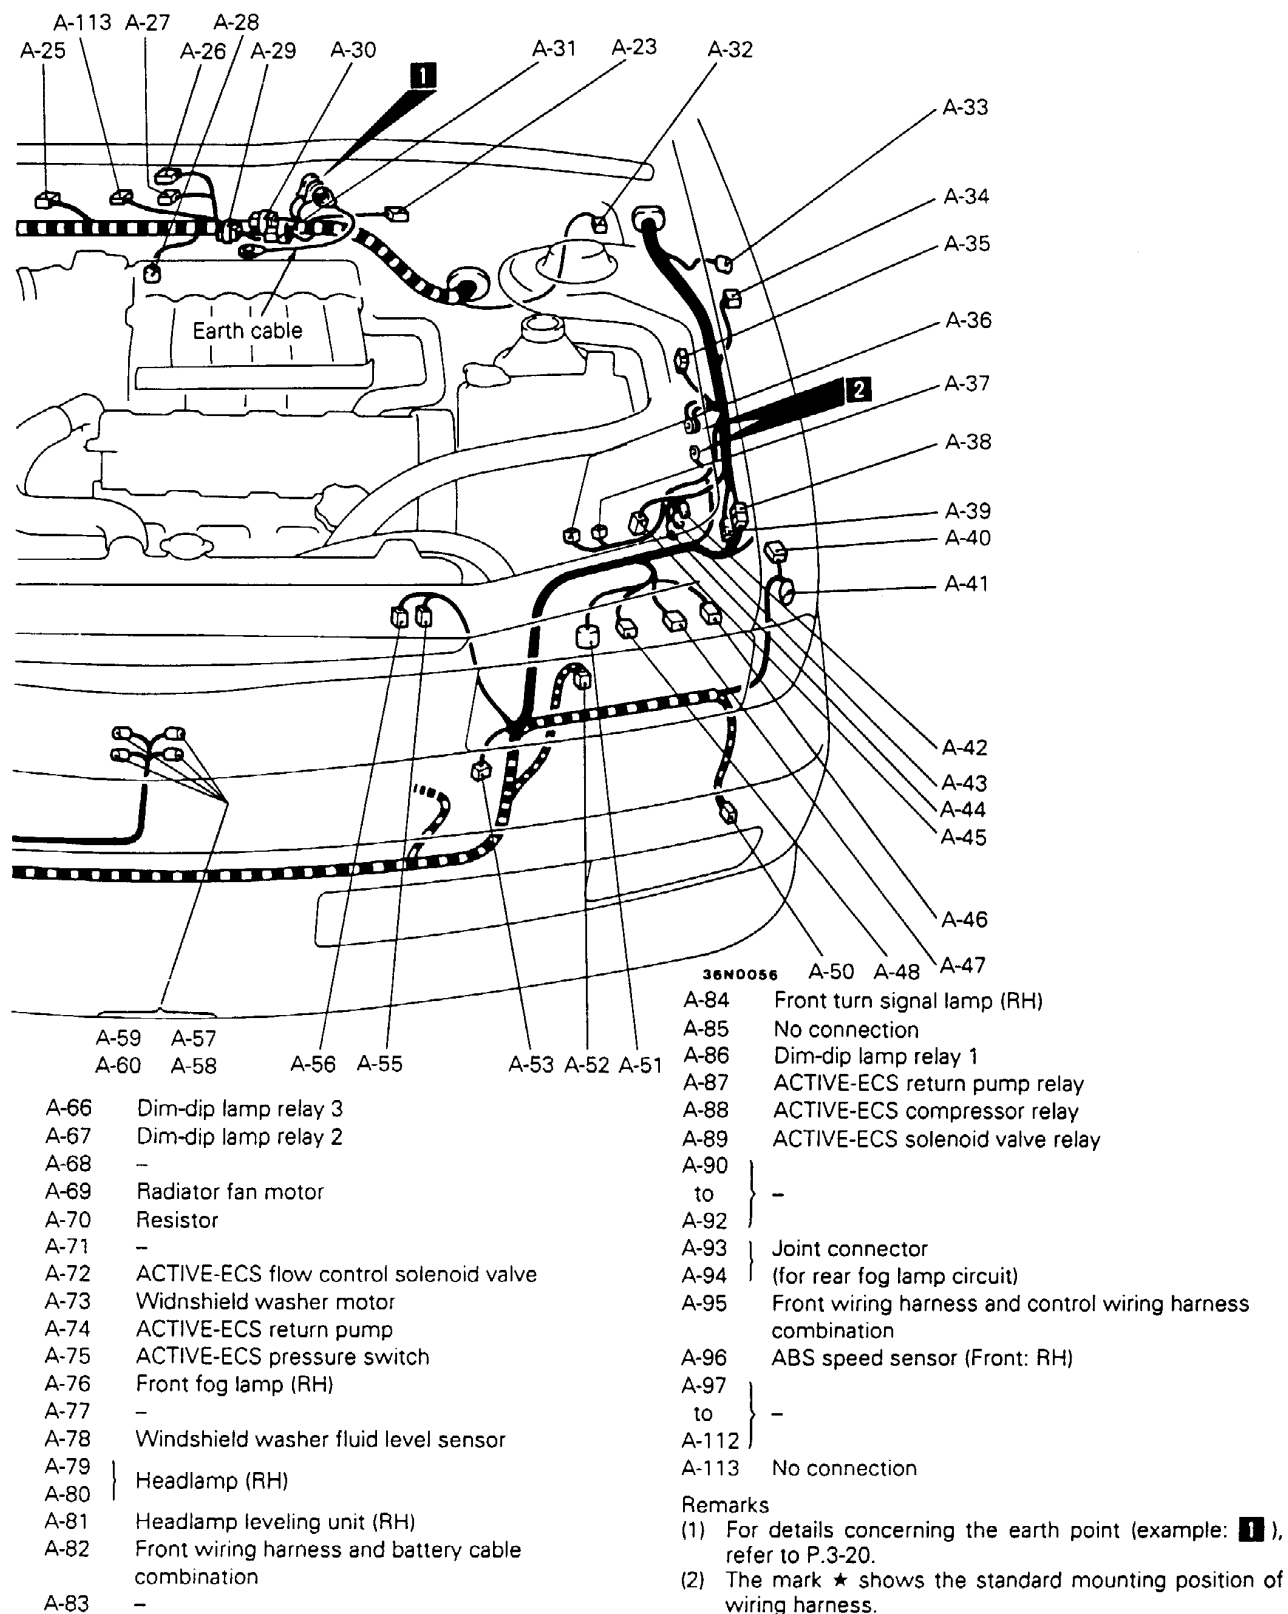 A-113 A-27 A-28
A-25 A-26 A-29 A-30 A-31 A-23 A-32
1
A-33
A-34
A-35
Earth cable
A-36
A-37
2
A-38
A-39
A-40
A-41
A-42
A-43
A-44
A-45
A-46
A-47
36N0056 A-50 A-48
A-59 A-57
A-60 A-58
A-56 A-55 A-53 A-52 A-51
A-66 Dim-dip lamp relay 3
A-67 Dim-dip lamp relay 2
A-68 –
A-69 Radiator fan motor
A-70 Resistor
A-71 –
A-72 ACTIVE-ECS flow control solenoid valve
A-73 Widnshield washer motor
A-74 ACTIVE-ECS return pump
A-75 ACTIVE-ECS pressure switch
A-76 Front fog lamp (RH)
A-77 –
A-78 Windshield washer fluid level sensor
A-79
A-80
Headlamp (RH)
A-81 Headlamp leveling unit (RH)
A-82 Front wiring harness and battery cable
combination
A-83 –
A-84 Front turn signal lamp (RH)
A-85 No connection
A-86 Dim-dip lamp relay 1
A-87 ACTIVE-ECS return pump relay
A-88 ACTIVE-ECS compressor relay
A-89 ACTIVE-ECS solenoid valve relay
A-90
to –
A-92
A-93 Joint connector
A-94 (for rear fog lamp circuit)
A-95 Front wiring harness and control wiring harness
combination
A-96 ABS speed sensor (Front: RH)
A-97
to –
A-112
A-113 No connection
Remarks
(1) For details concerning the earth point (example: 1 ),
refer to P.3-20.
(2) The mark ★ shows the standard mounting position of
wiring harness.